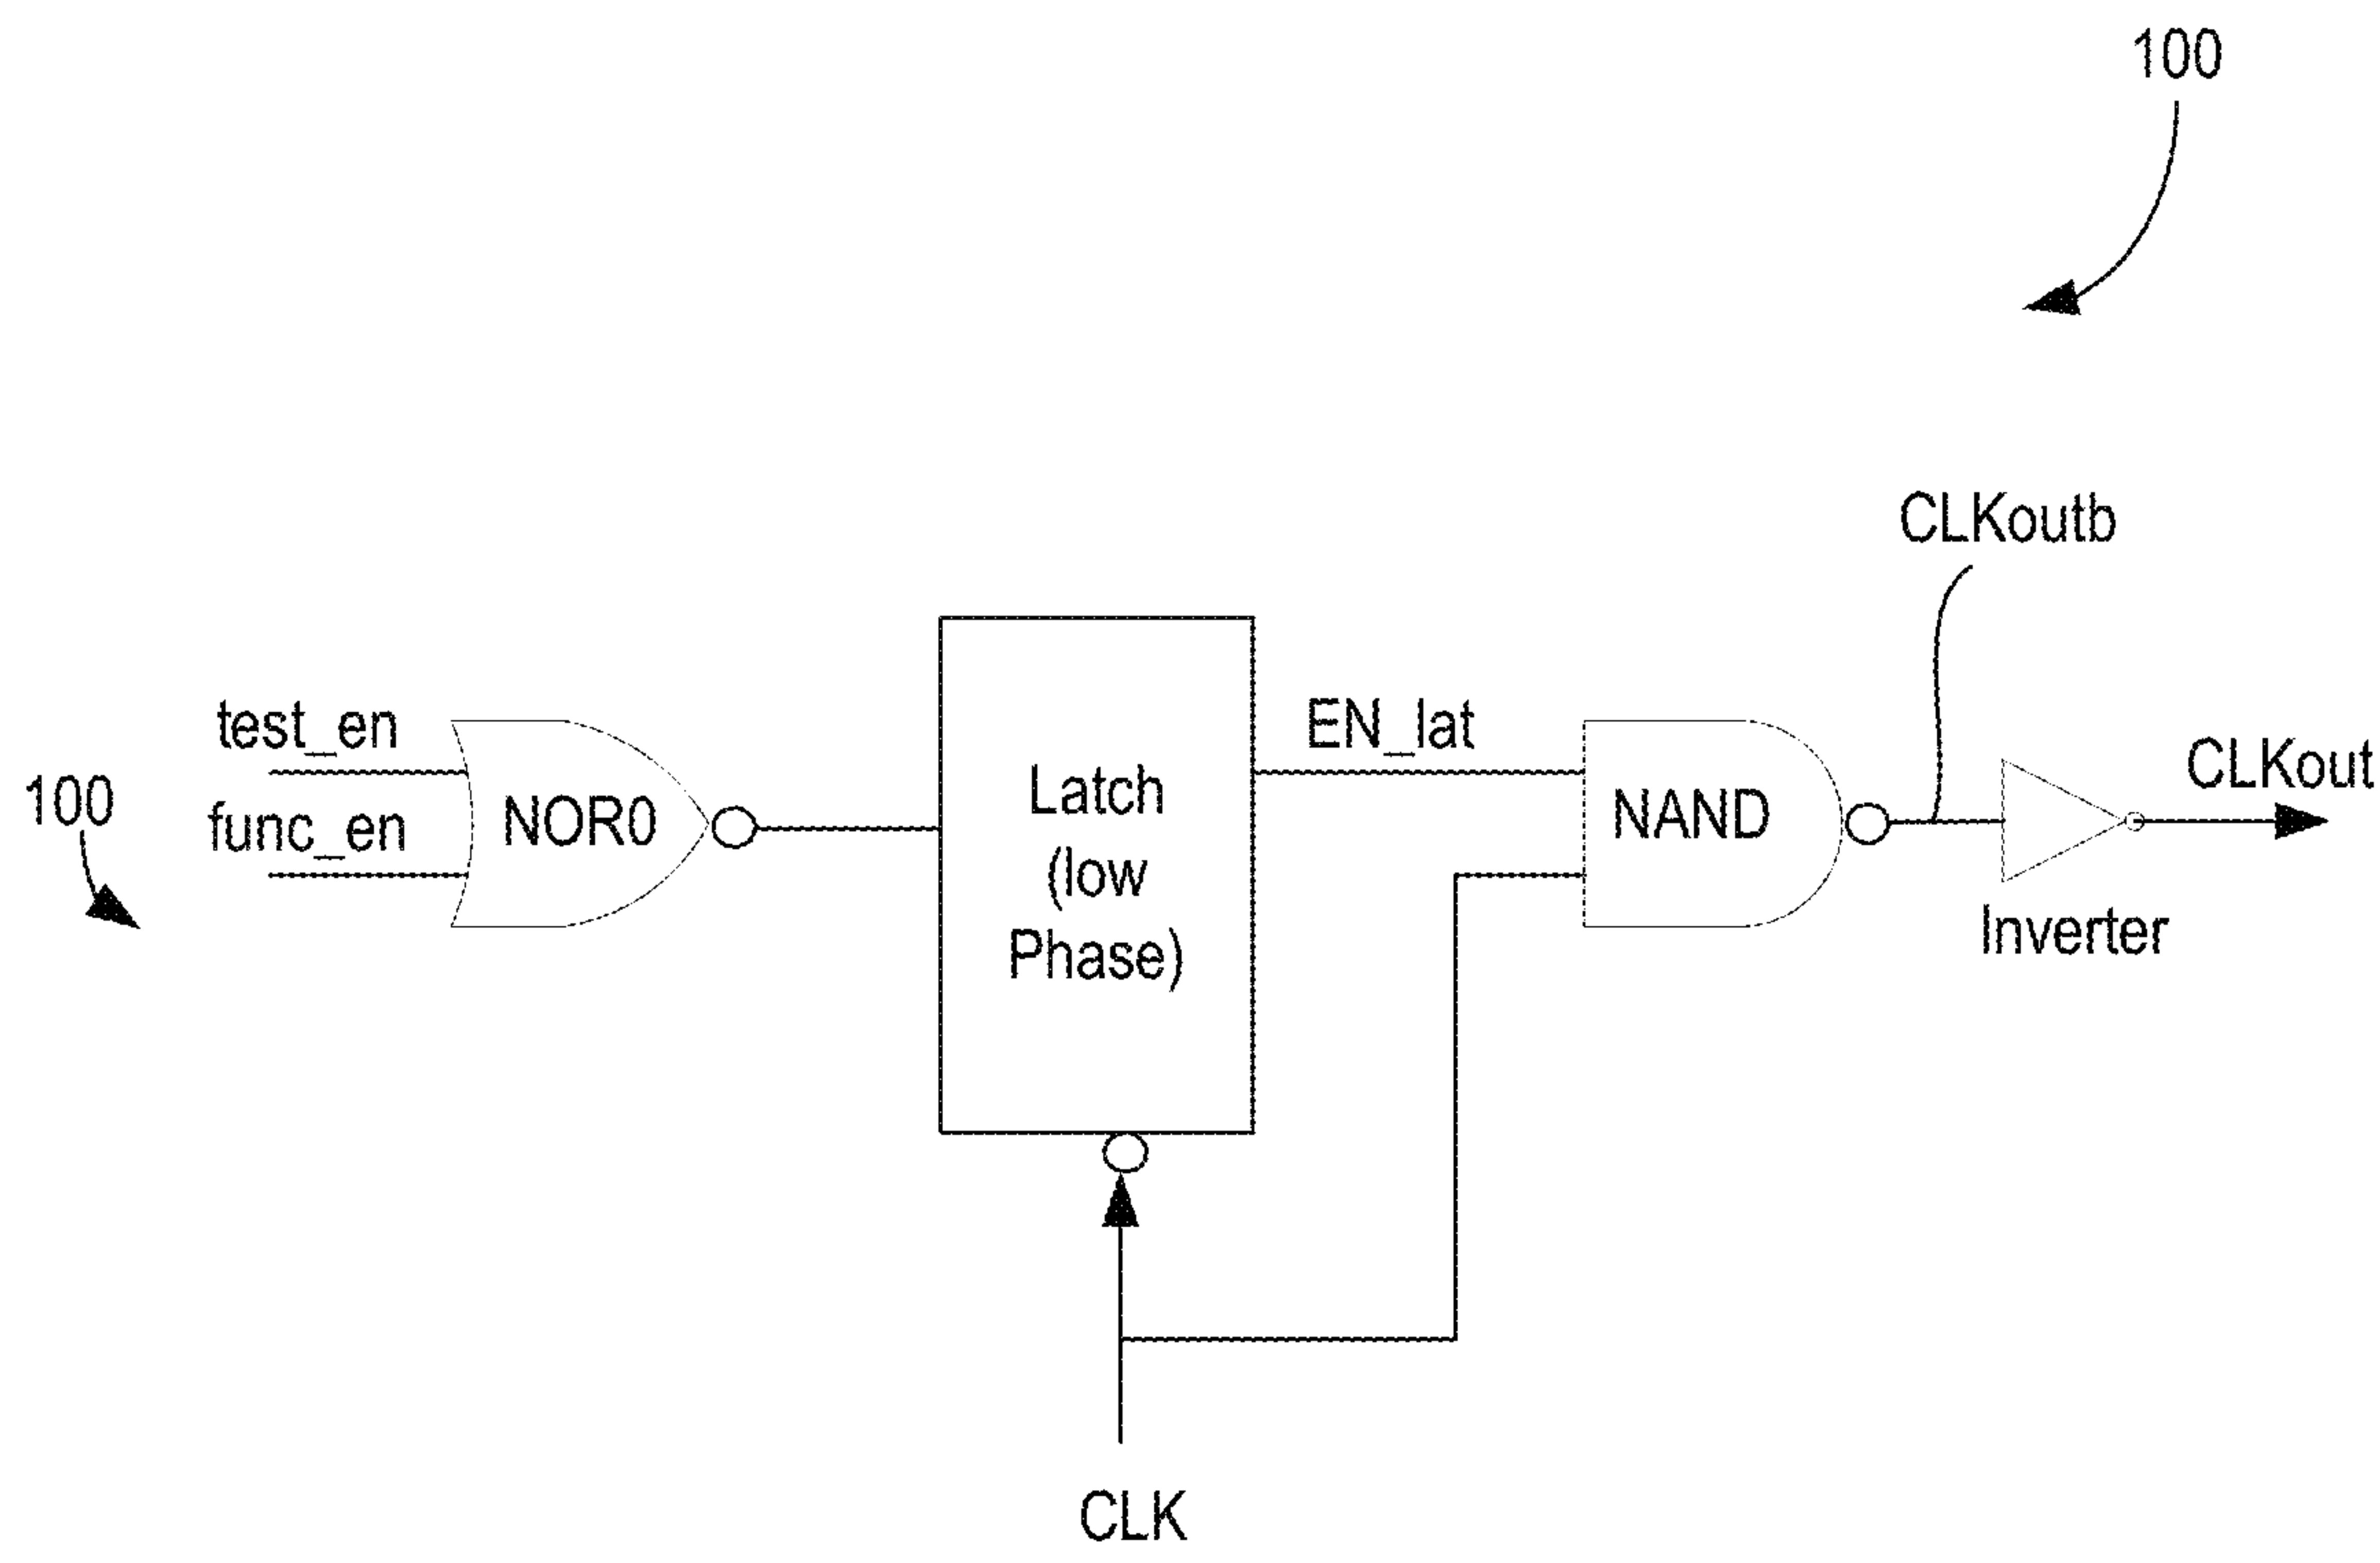 100
CLKoutb
test_en
EN_lat
CLKout
100
func_en
NOR0
Latch
(low
Phase)
NAND
Inverter
CLK